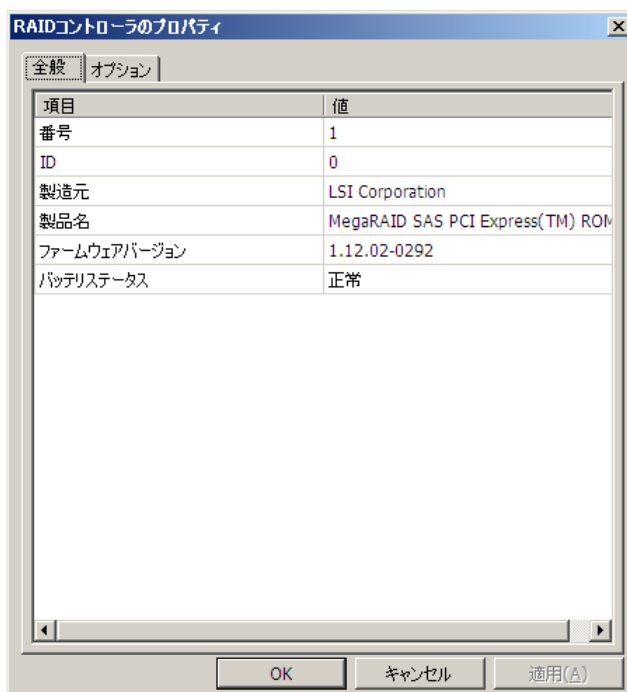 RAIDコントローラのプロパティ
全般 オプション
項目 値
番号 1
ID 0
製造元 LSI Corporation
製品名 MegaRAID SAS PCI Express(TM) ROM
ファームウェアバージョン 1.12.02-0292
バッテリステータス 正常
OK キャンセル 適用(A)